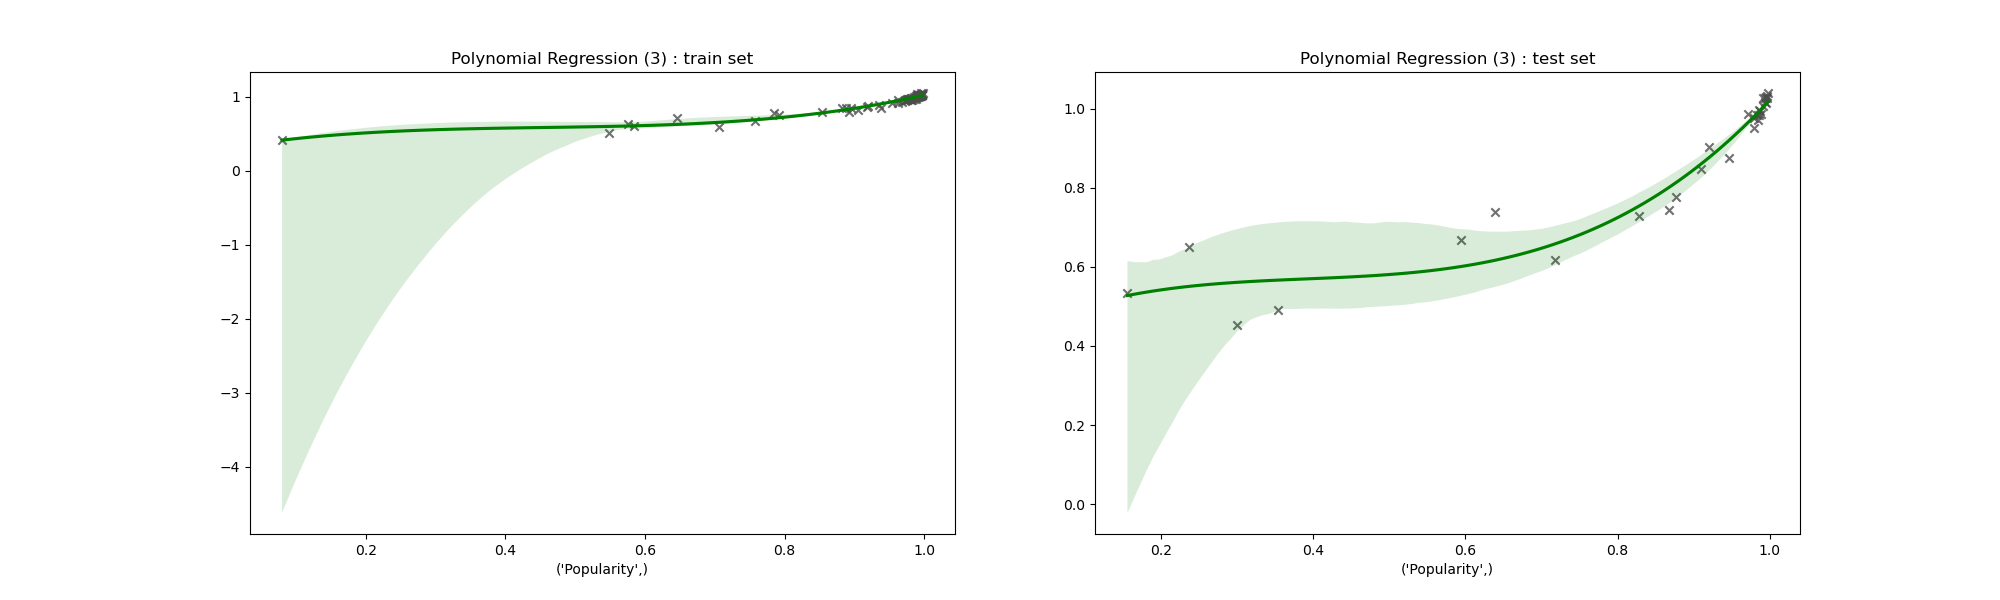 Polynomial Regression (3) : train set
1
0
−1
−2
−3
−4
0.2 0.4 0.6 0.8 1.0
('Popularity',)
Polynomial Regression (3) : test set
1.0
0.8
0.6
0.4
0.2
0.0
0.2 0.4 0.6 0.8 1.0
('Popularity',)